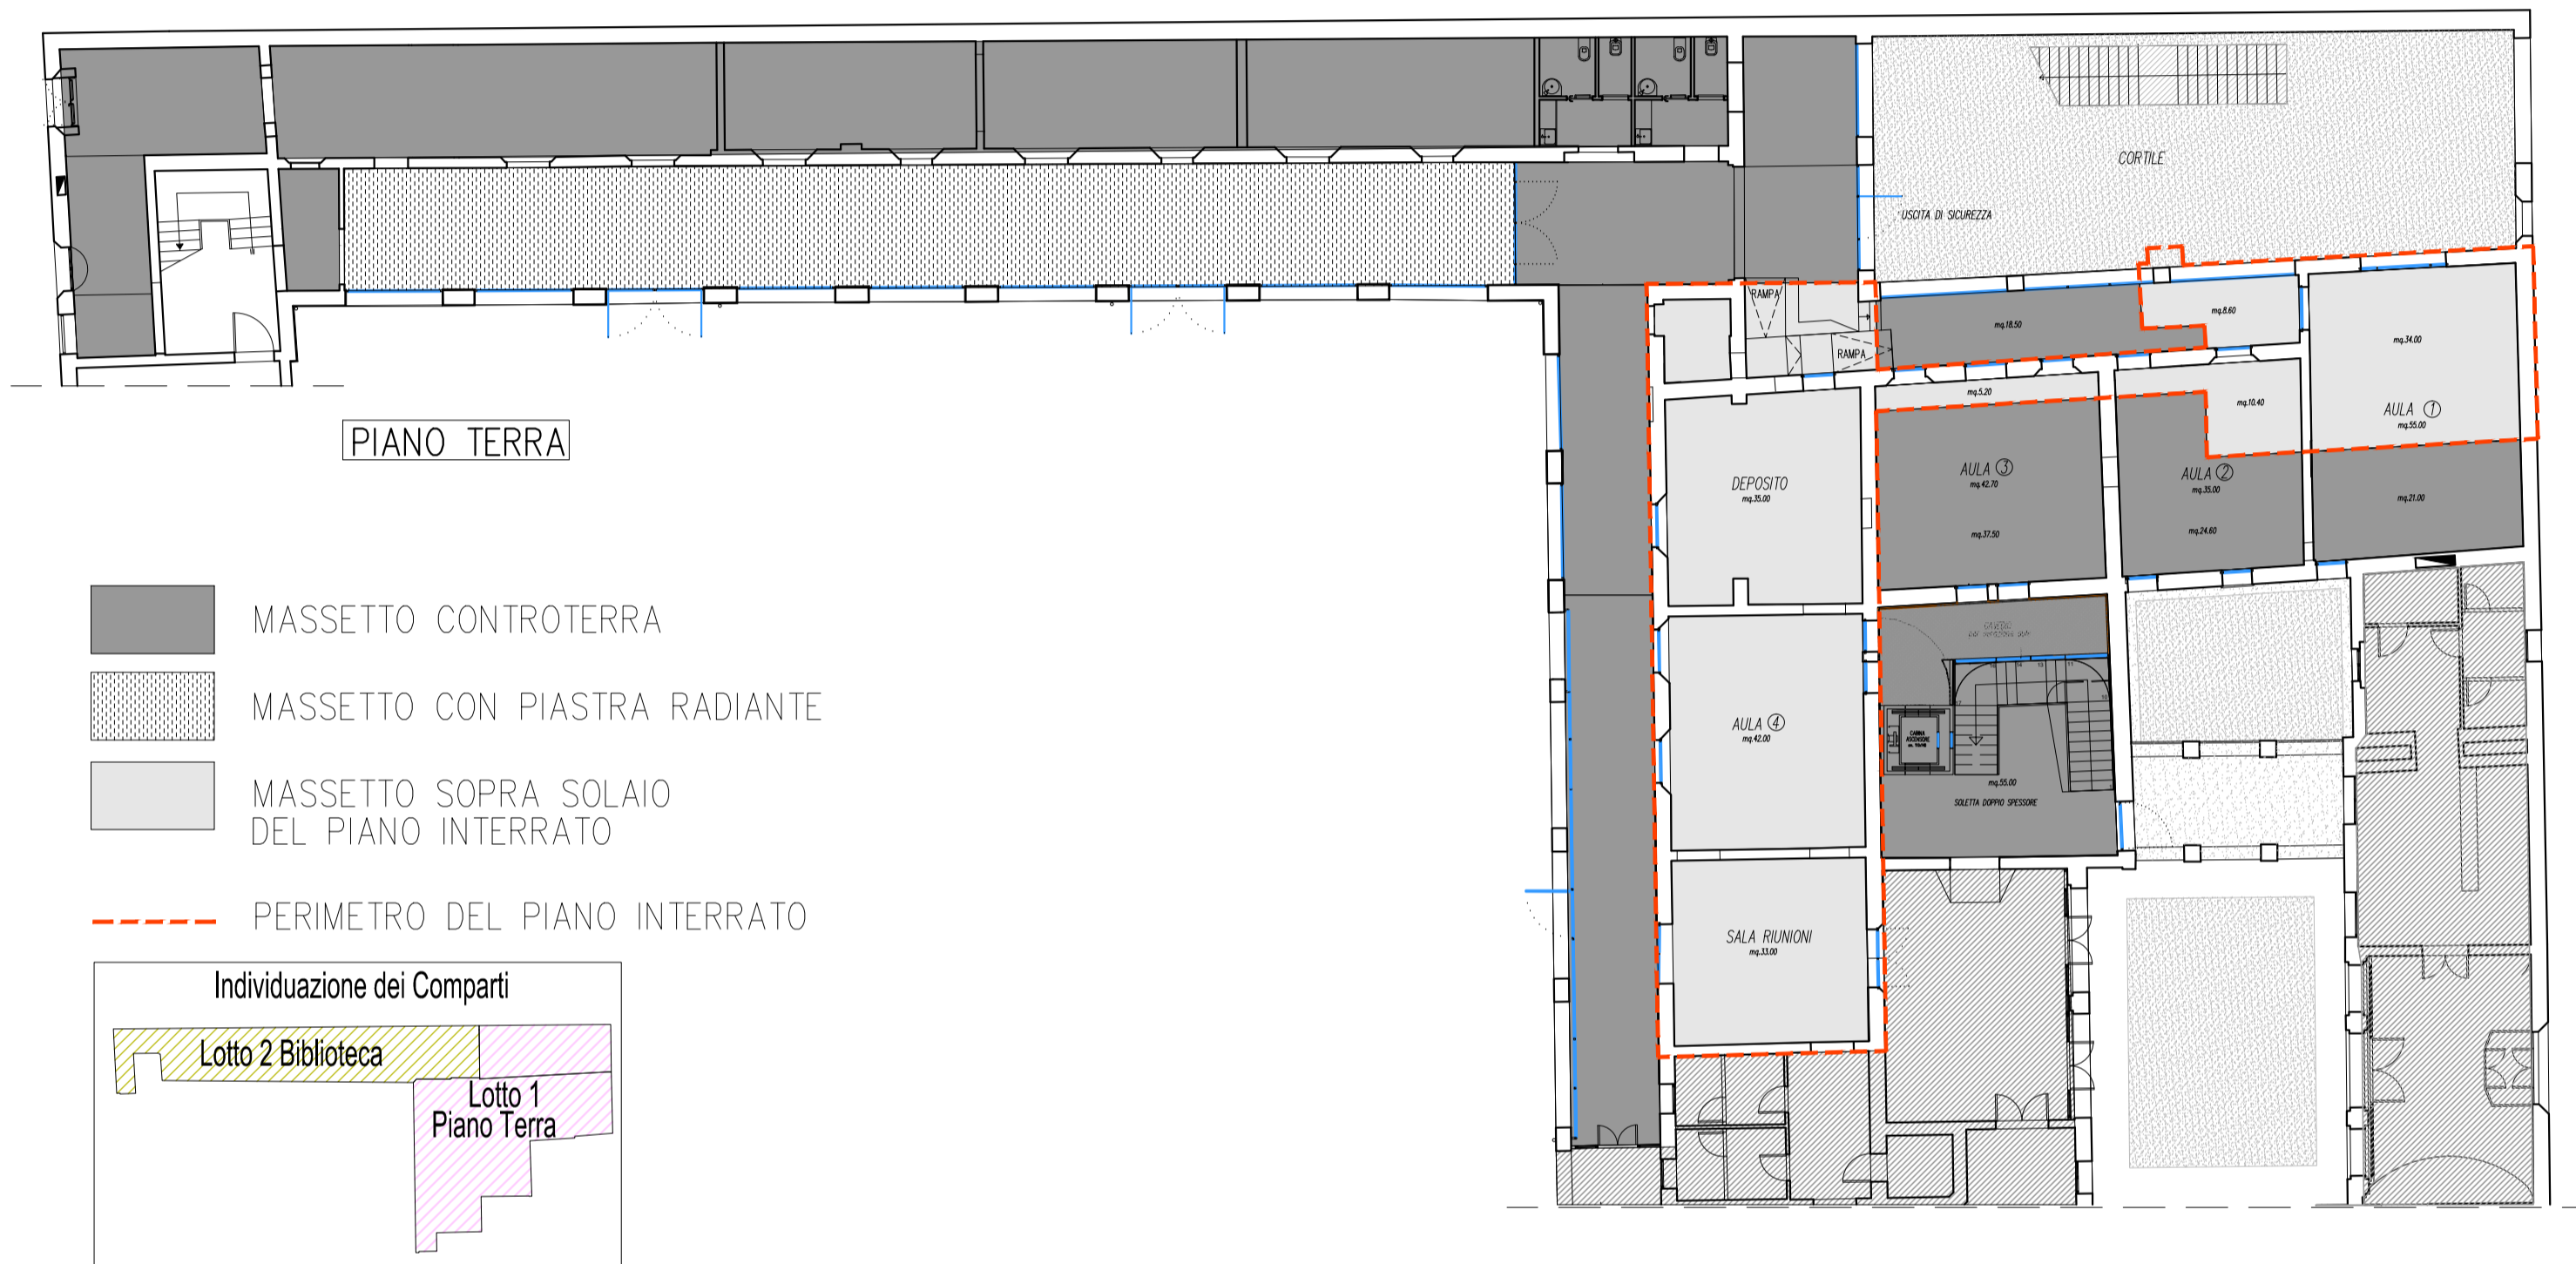 CORTILE
USCITA DI SICUREZZA
RAMPA
RAMPA
mq.18.50
mq.8.60
mq.34.00
AULA 1
mq.55.00
mq.21.00
mq.5.20
mq.10.40
AULA 2
mq.35.00
mq.24.60
AULA 3
mq.42.70
mq.37.50
DEPOSITO
mq.35.00
AULA 4
mq.42.00
CABINA
ASCENSORE
mq.55.00
SOLETTA DOPPIO SPESSORE
SALA RIUNIONI
mq.33.00
PIANO TERRA
MASSETTO CONTROTERRA
MASSETTO CON PIASTRA RADIANTE
MASSETTO SOPRA SOLAIO
DEL PIANO INTERRATO
PERIMETRO DEL PIANO INTERRATO
Individuazione dei Comparti
Lotto 2 Biblioteca
Lotto 1
Piano Terra